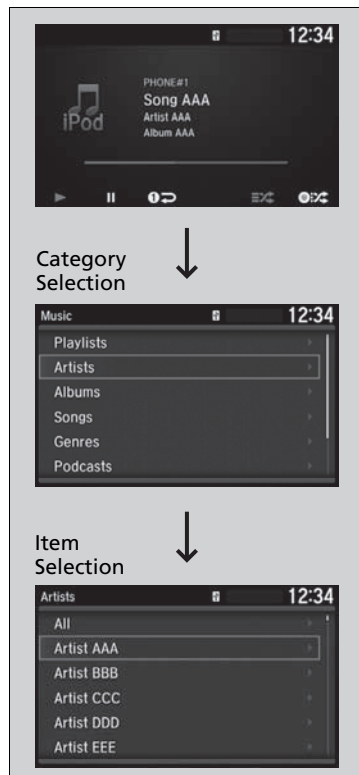 12:34
PHONE#1
Song AAA
iPod
Artist AAA
Album AAA
Category
Selection
Music 12:34
Playlists
Artists
Albums
Songs
Genres
Podcasts
Item
Selection
Artists 12:34
All
Artist AAA
Artist BBB
Artist CCC
Artist DDD
Artist EEE